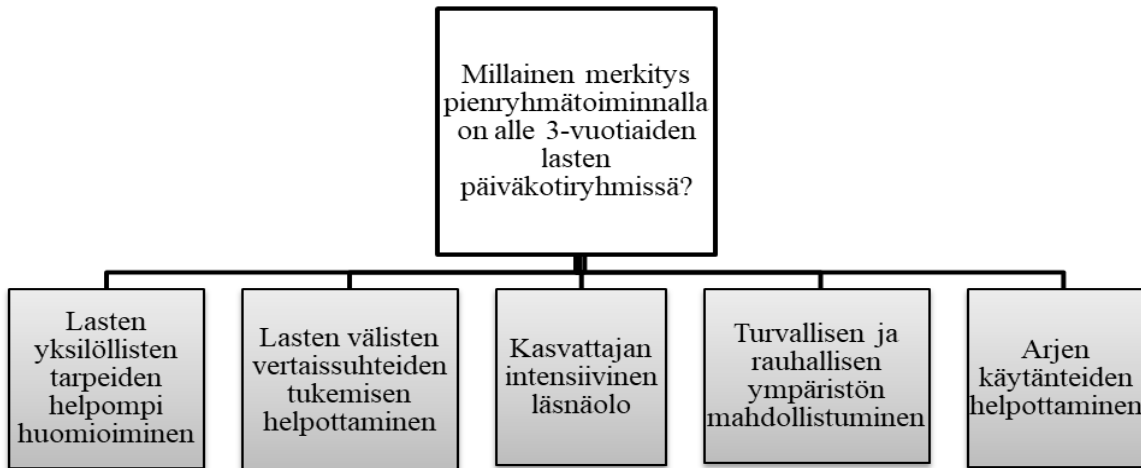 Millainen merkitys
pienryhmätoiminnalla
on alle 3-vuotiaiden
lasten
päiväkotiryhmissä?
Lasten
yksilöllisten
tarpeiden
helpompi
huomioiminen
Lasten välisten
vertaissuhteiden
tukemisen
helpottaminen
Kasvattajan
intensiivinen
läsnäolo
Turvallisen ja
rauhallisen
ympäristön
mahdollistuminen
Arjen
käytänteiden
helpottaminen